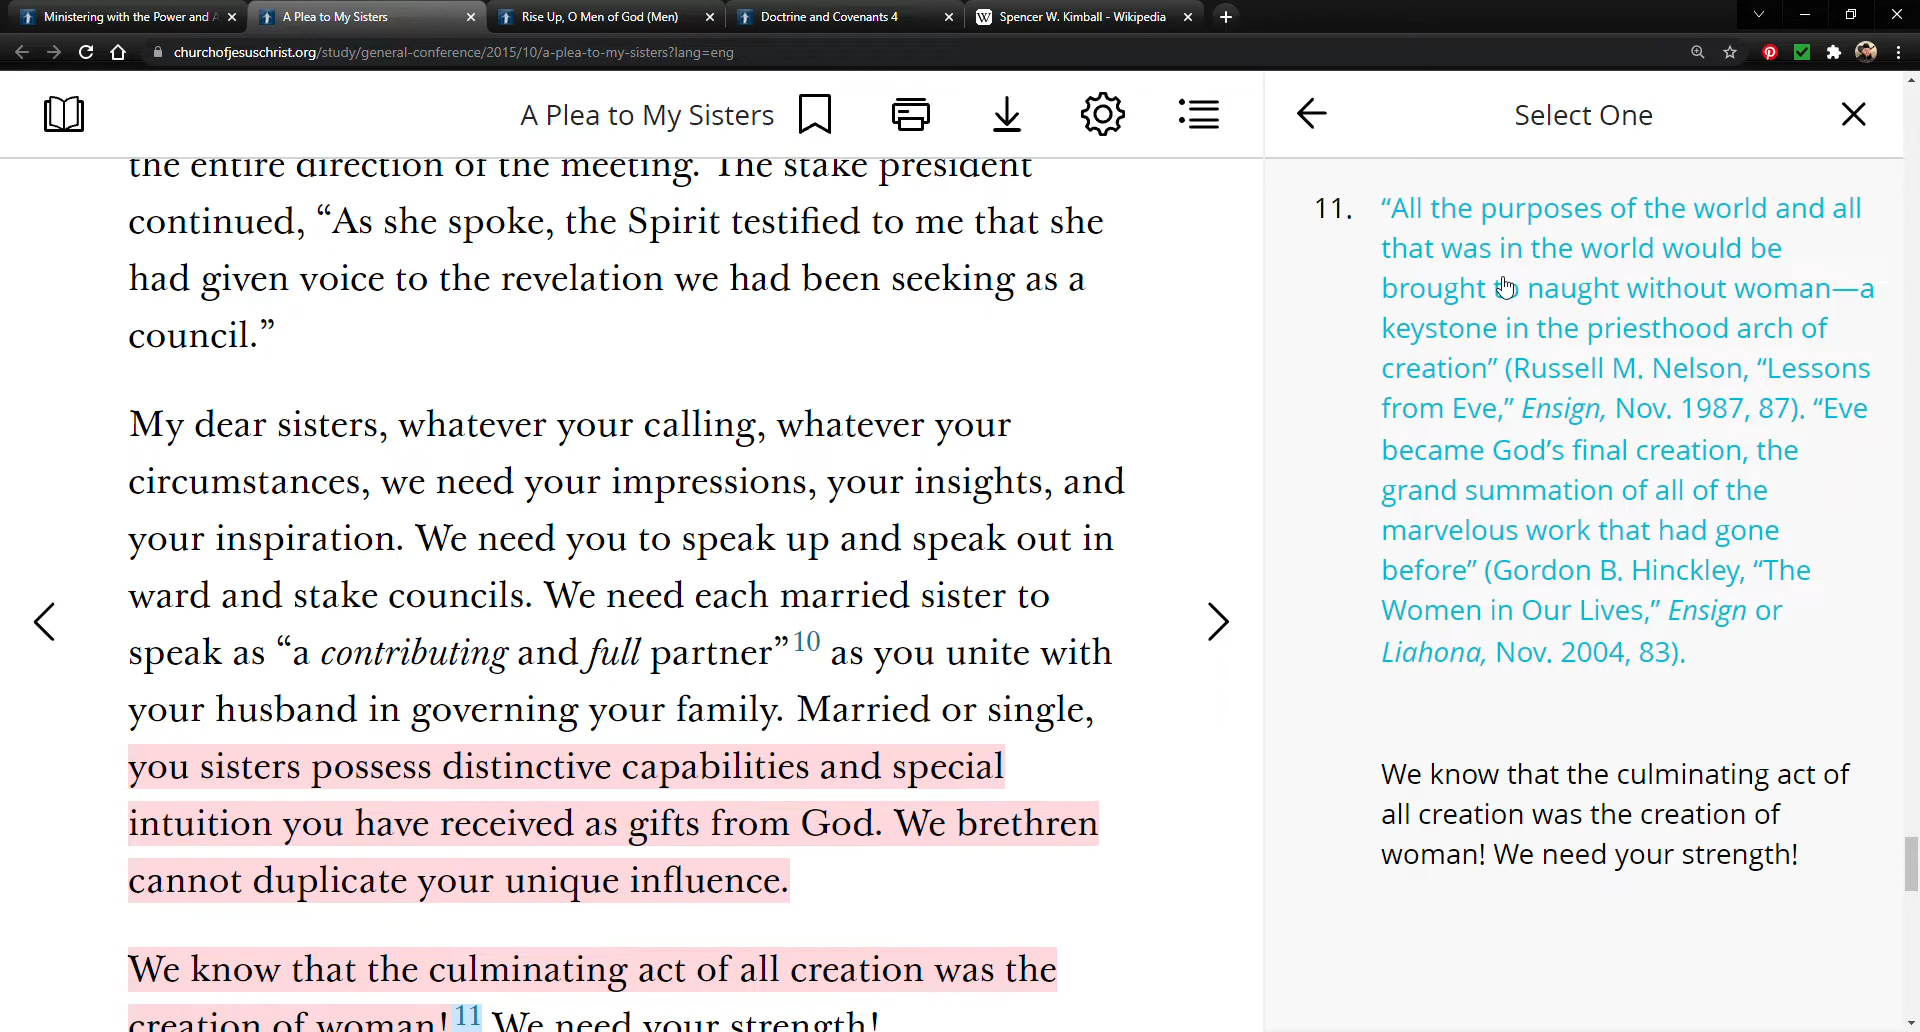 Ministering with the Power and A
A Plea to My Sisters
Rise Up, O Men of God (Men)
Doctrine and Covenants 4
Spencer W. Kimball - Wikipedia
churchofjesuschrist.org/study/general-conference/2015/10/a-plea-to-my-sisters?lang=eng
A Plea to My Sisters
the entire direction of the meeting. The stake president
continued, “As she spoke, the Spirit testified to me that she
had given voice to the revelation we had been seeking as a
council.”
My dear sisters, whatever your calling, whatever your
circumstances, we need your impressions, your insights, and
your inspiration. We need you to speak up and speak out in
ward and stake councils. We need each married sister to
speak as “a contributing and full partner”10 as you unite with
your husband in governing your family. Married or single,
you sisters possess distinctive capabilities and special
intuition you have received as gifts from God. We brethren
cannot duplicate your unique influence.
We know that the culminating act of all creation was the
creation of woman!11 We need your strength!
Select One
11. “All the purposes of the world and all
that was in the world would be
brought to naught without woman—a
keystone in the priesthood arch of
creation” (Russell M. Nelson, “Lessons
from Eve,” Ensign, Nov. 1987, 87). “Eve
became God’s final creation, the
grand summation of all of the
marvelous work that had gone
before” (Gordon B. Hinckley, “The
Women in Our Lives,” Ensign or
Liahona, Nov. 2004, 83).
We know that the culminating act of
all creation was the creation of
woman! We need your strength!